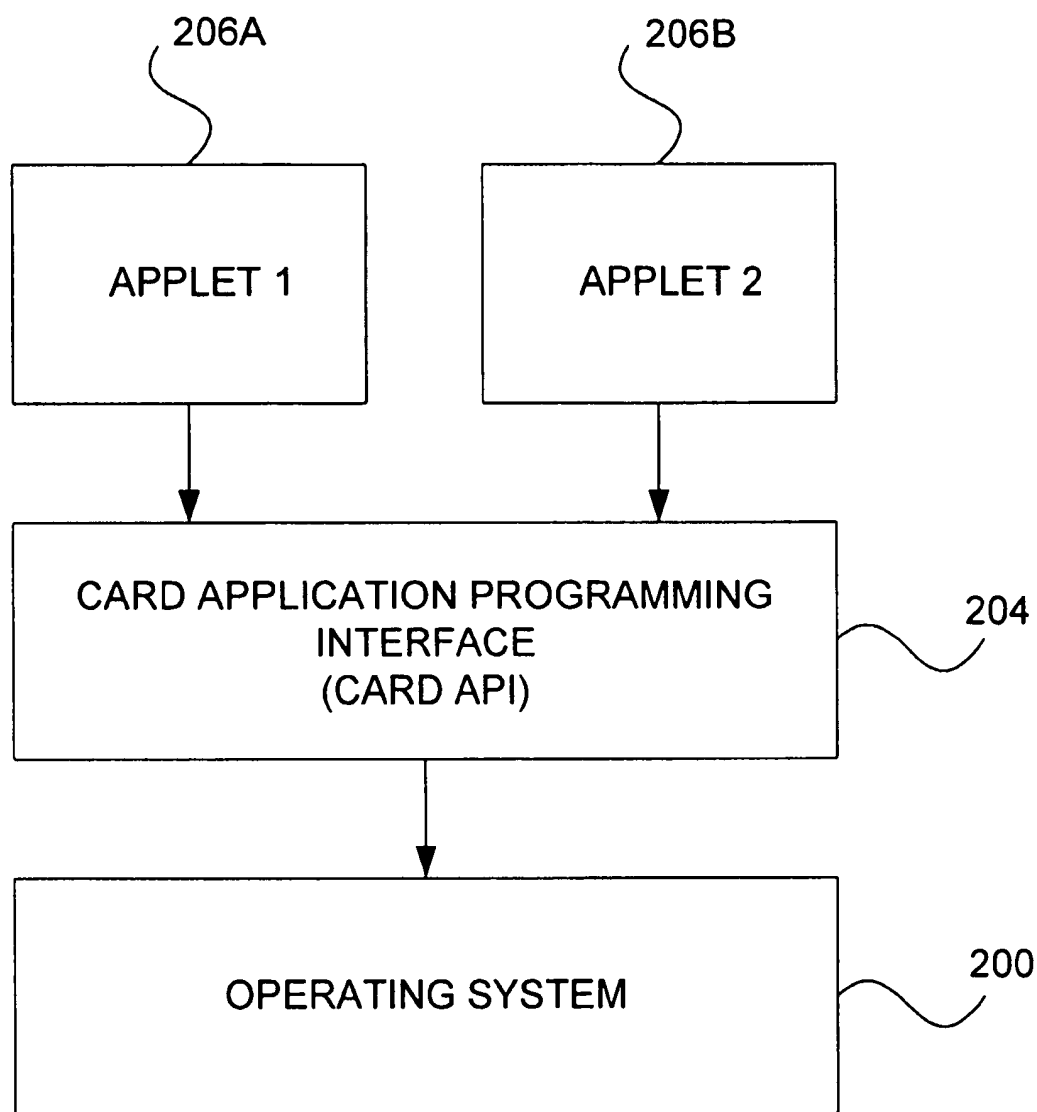 206A
206B
APPLET 1
APPLET 2
CARD APPLICATION PROGRAMMING
INTERFACE
(CARD API)
204
OPERATING SYSTEM
200